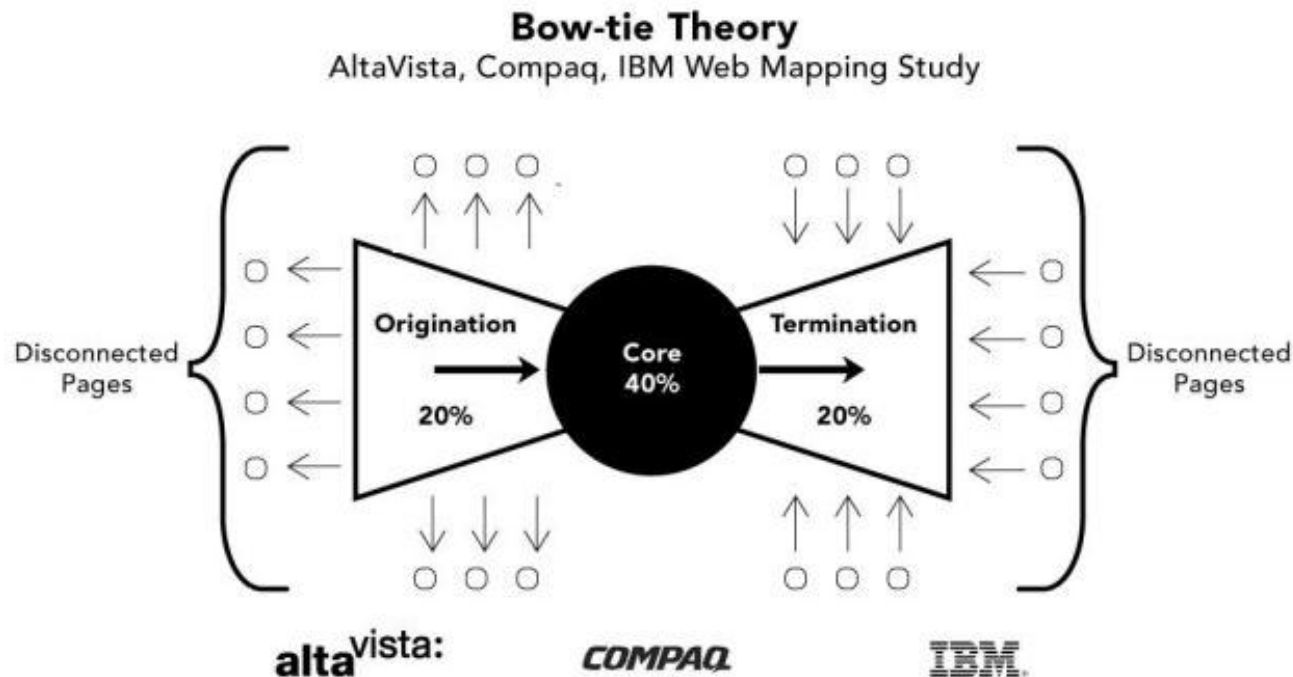 Bow-tie Theory
AltaVista, Compaq, IBM Web Mapping Study
Disconnected
Pages
Origination
20%
Core
40%
Termination
20%
Disconnected
Pages
altavista:
COMPAQ
IBM.